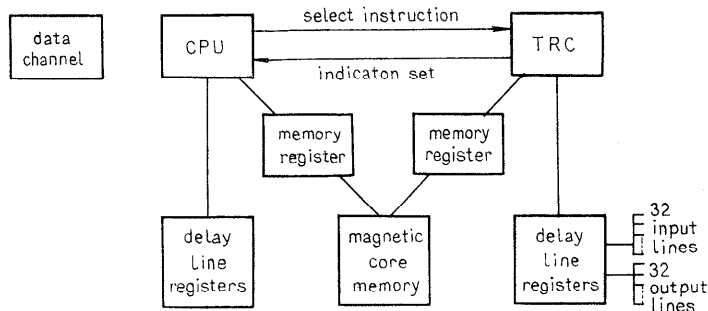 select instruction
data
channel
CPU
TRC
indicaton set
memory
register
memory
register
delay
line
registers
magnetic
core
memory
delay
line
registers
32
input
lines
32
output
lines